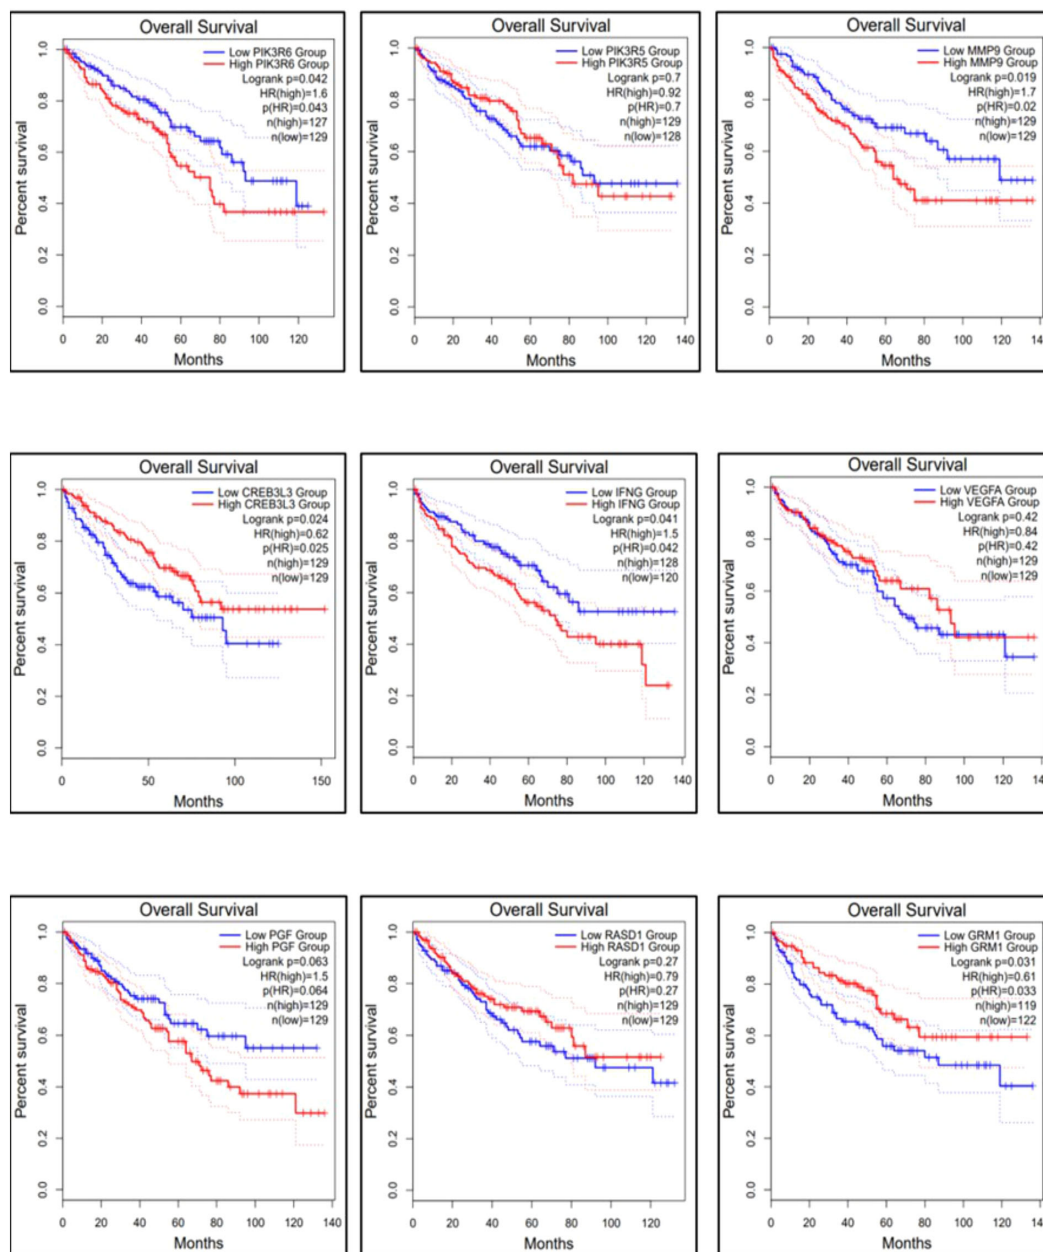 Overall Survival
Low PIK3R6 Group
High PIK3R6 Group
Logrank p=0.042
HR(high)=1.6
p(HR)=0.043
n(high)=127
n(low)=129
Percent survival
0.0 0.2 0.4 0.6 0.8 1.0
0 20 40 60 80 100 120
Months
Overall Survival
Low PIK3R5 Group
High PIK3R5 Group
Logrank p=0.7
HR(high)=0.92
p(HR)=0.7
n(high)=129
n(low)=128
Percent survival
0.0 0.2 0.4 0.6 0.8 1.0
0 20 40 60 80 100 120 140
Months
Overall Survival
Low MMP9 Group
High MMP9 Group
Logrank p=0.019
HR(high)=1.7
p(HR)=0.02
n(high)=129
n(low)=129
Percent survival
0.0 0.2 0.4 0.6 0.8 1.0
0 20 40 60 80 100 120 140
Months
Overall Survival
Low CREB3L3 Group
High CREB3L3 Group
Logrank p=0.024
HR(high)=0.62
p(HR)=0.025
n(high)=129
n(low)=129
Percent survival
0.0 0.2 0.4 0.6 0.8 1.0
0 50 100 150
Months
Overall Survival
Low IFNG Group
High IFNG Group
Logrank p=0.041
HR(high)=1.5
p(HR)=0.042
n(high)=128
n(low)=120
Percent survival
0.0 0.2 0.4 0.6 0.8 1.0
0 20 40 60 80 100 120 140
Months
Overall Survival
Low VEGFA Group
High VEGFA Group
Logrank p=0.42
HR(high)=0.84
p(HR)=0.42
n(high)=129
n(low)=129
Percent survival
0.0 0.2 0.4 0.6 0.8 1.0
0 20 40 60 80 100 120 140
Months
Overall Survival
Low PGF Group
High PGF Group
Logrank p=0.063
HR(high)=1.5
p(HR)=0.064
n(high)=129
n(low)=129
Percent survival
0.0 0.2 0.4 0.6 0.8 1.0
0 20 40 60 80 100 120 140
Months
Overall Survival
Low RASD1 Group
High RASD1 Group
Logrank p=0.27
HR(high)=0.79
p(HR)=0.27
n(high)=129
n(low)=129
Percent survival
0.0 0.2 0.4 0.6 0.8 1.0
0 20 40 60 80 100 120
Months
Overall Survival
Low GRM1 Group
High GRM1 Group
Logrank p=0.031
HR(high)=0.61
p(HR)=0.033
n(high)=119
n(low)=122
Percent survival
0.0 0.2 0.4 0.6 0.8 1.0
0 20 40 60 80 100 120 140
Months